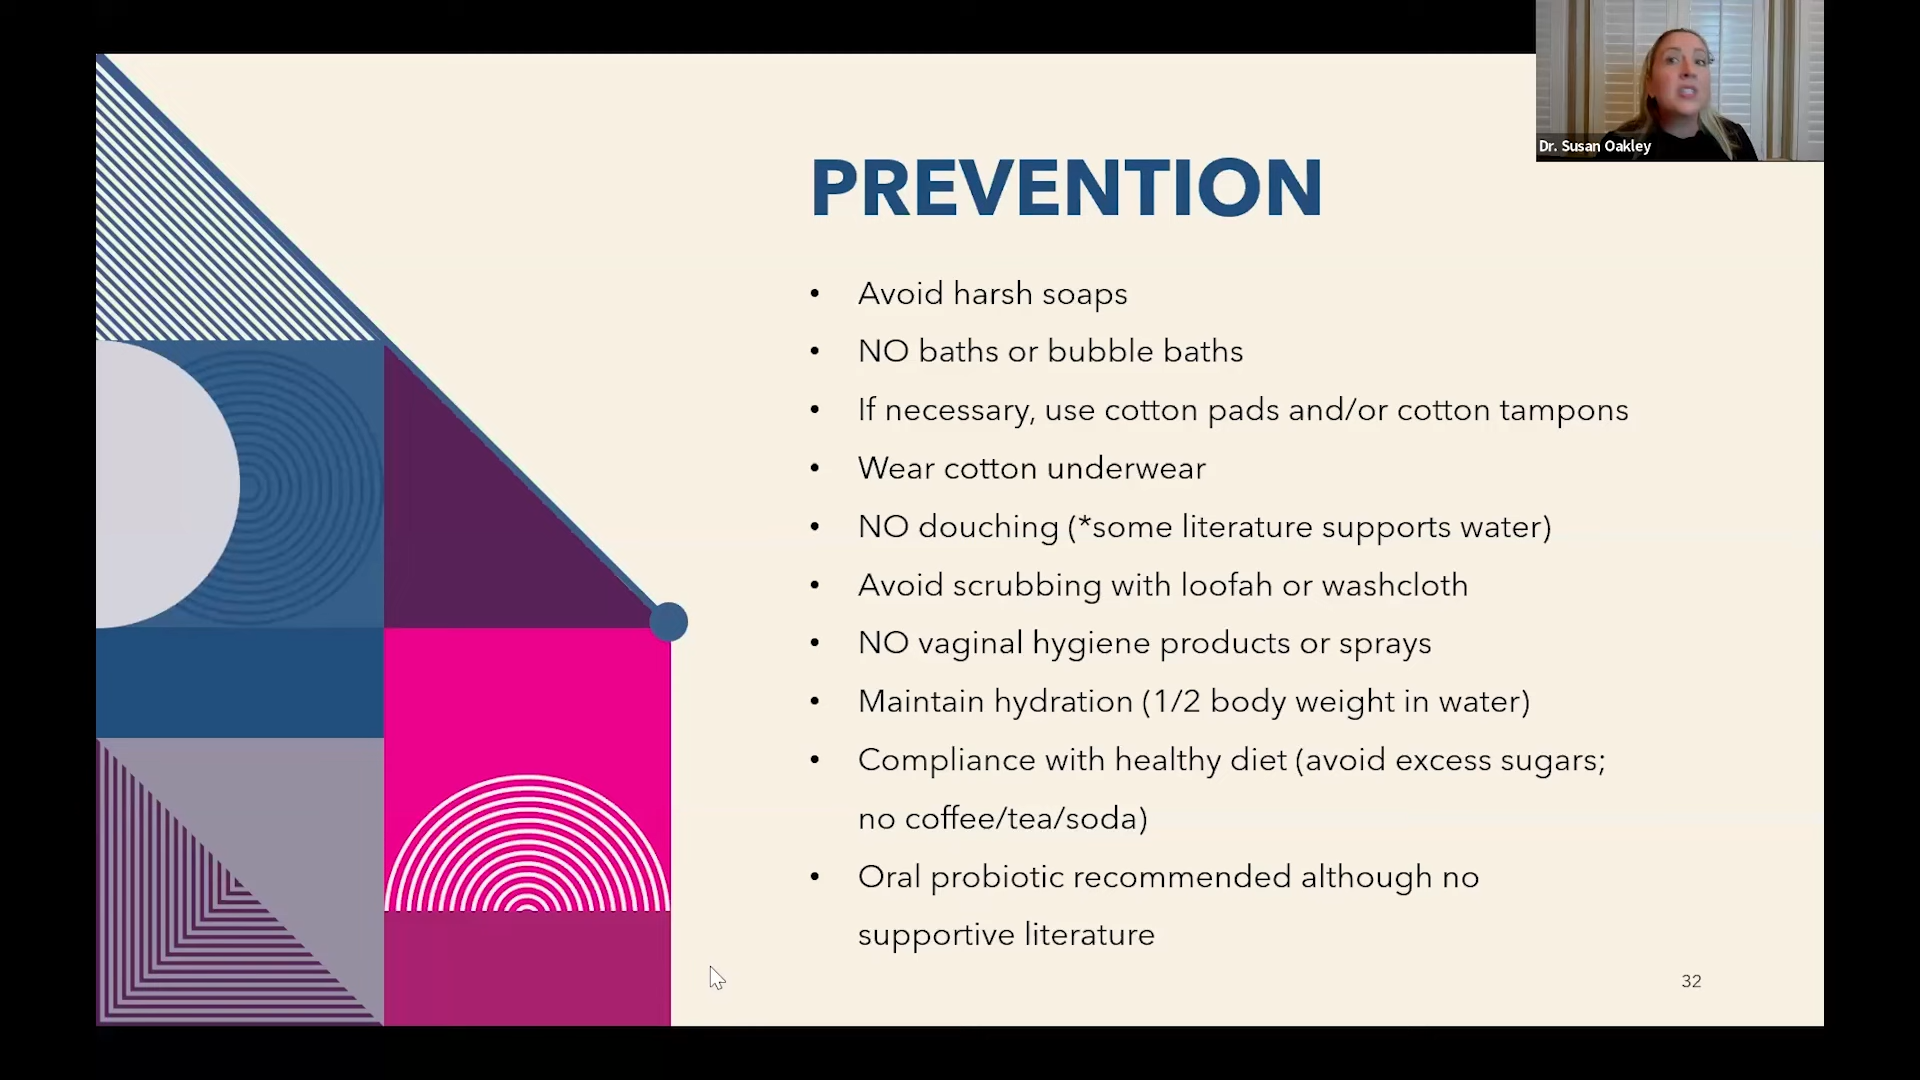 Dr. Susan Oakley
PREVENTION
• Avoid harsh soaps
• NO baths or bubble baths
• If necessary, use cotton pads and/or cotton tampons
• Wear cotton underwear
• NO douching (*some literature supports water)
• Avoid scrubbing with loofah or washcloth
• NO vaginal hygiene products or sprays
• Maintain hydration (1/2 body weight in water)
• Compliance with healthy diet (avoid excess sugars;
no coffee/tea/soda)
• Oral probiotic recommended although no
supportive literature
32